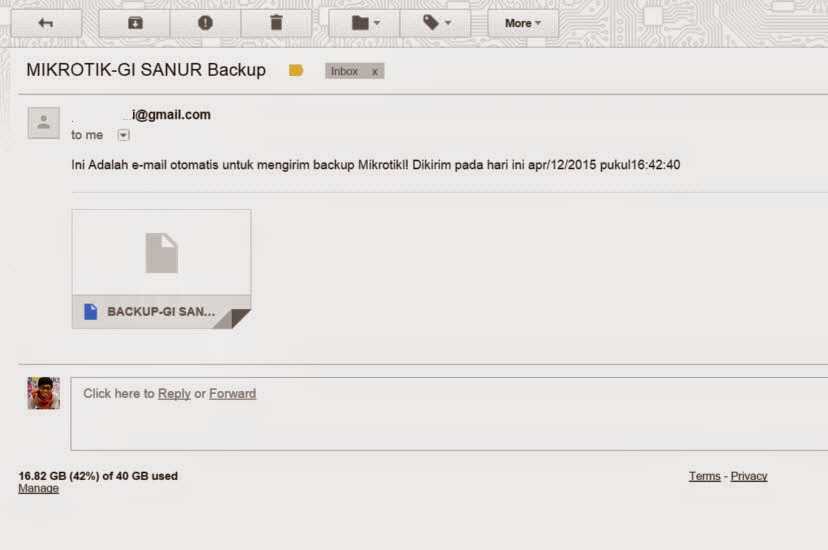 More
MIKROTIK-GI SANUR Backup
Inbox x
i@gmail.com
to me
Ini Adalah e-mail otomatis untuk mengirim backup Mikrotik!! Dikirim pada hari ini apr/12/2015 pukul16:42:40
BACKUP-GI SAN...
Click here to Reply or Forward
16.82 GB (42%) of 40 GB used
Manage
Terms - Privacy